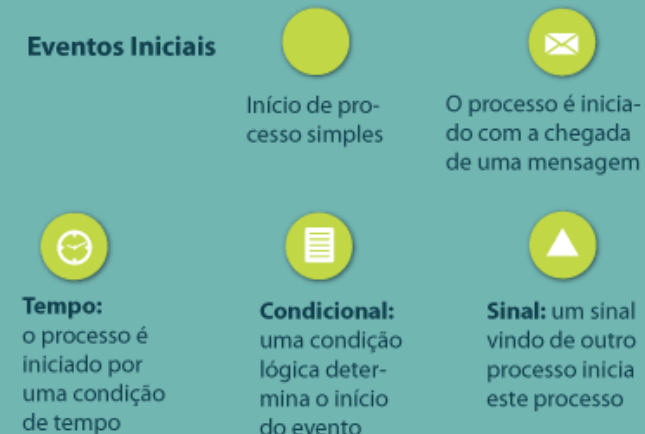 Eventos Iniciais
Início de pro-
cesso simples
O processo é inicia-
do com a chegada
de uma mensagem
Tempo:
o processo é
iniciado por
uma condição
de tempo
Condicional:
uma condição
lógica deter-
mina o início
do evento
Sinal: um sinal
vindo de outro
processo inicia
este processo